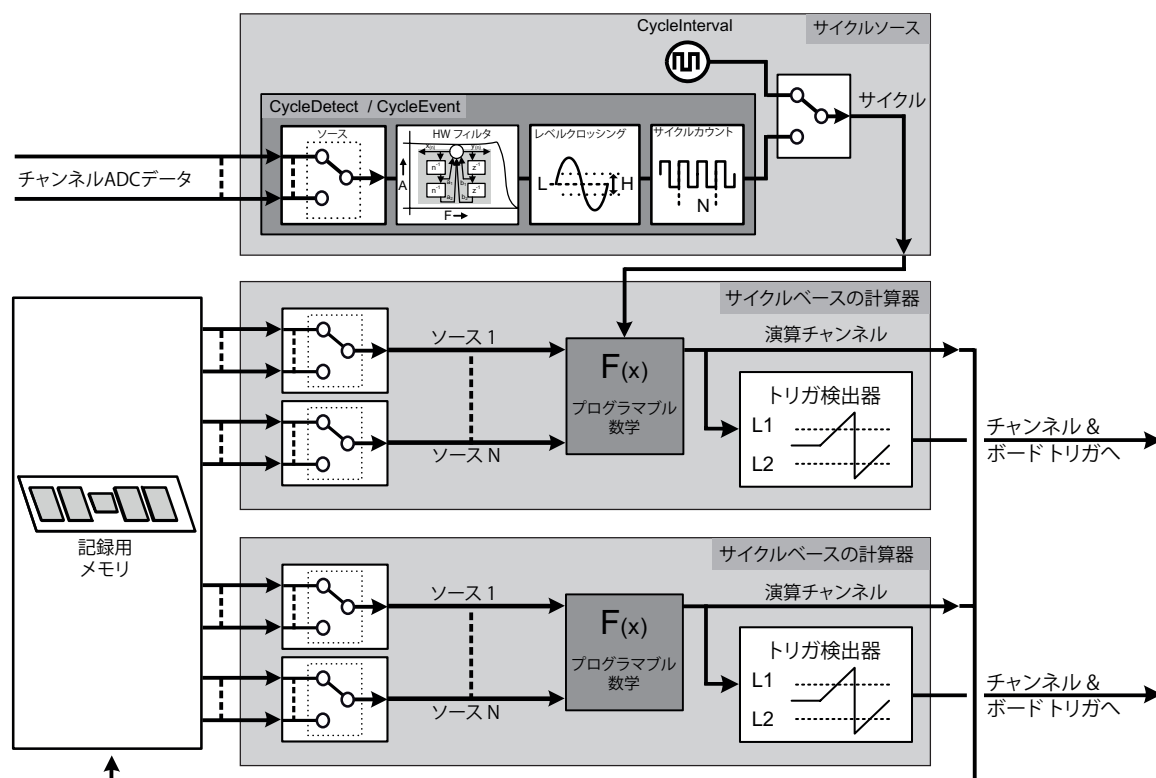 CycleInterval
サイクルソース
サイクル
CycleDetect / CycleEvent
ソース
HW フィルタ
レベルクロッシング
サイクルカウント
チャンネルADCデータ
A
F
L
H
N
n⁻¹
z⁻¹
n⁻¹
z⁻¹
サイクルベースの計算器
ソース 1
F(x)
プログラマブル
数学
ソース N
演算チャンネル
トリガ検出器
L1
L2
チャンネル &
ボードトリガへ
記録用
メモリ
サイクルベースの計算器
ソース 1
F(x)
プログラマブル
数学
ソース N
演算チャンネル
トリガ検出器
L1
L2
チャンネル &
ボードトリガへ